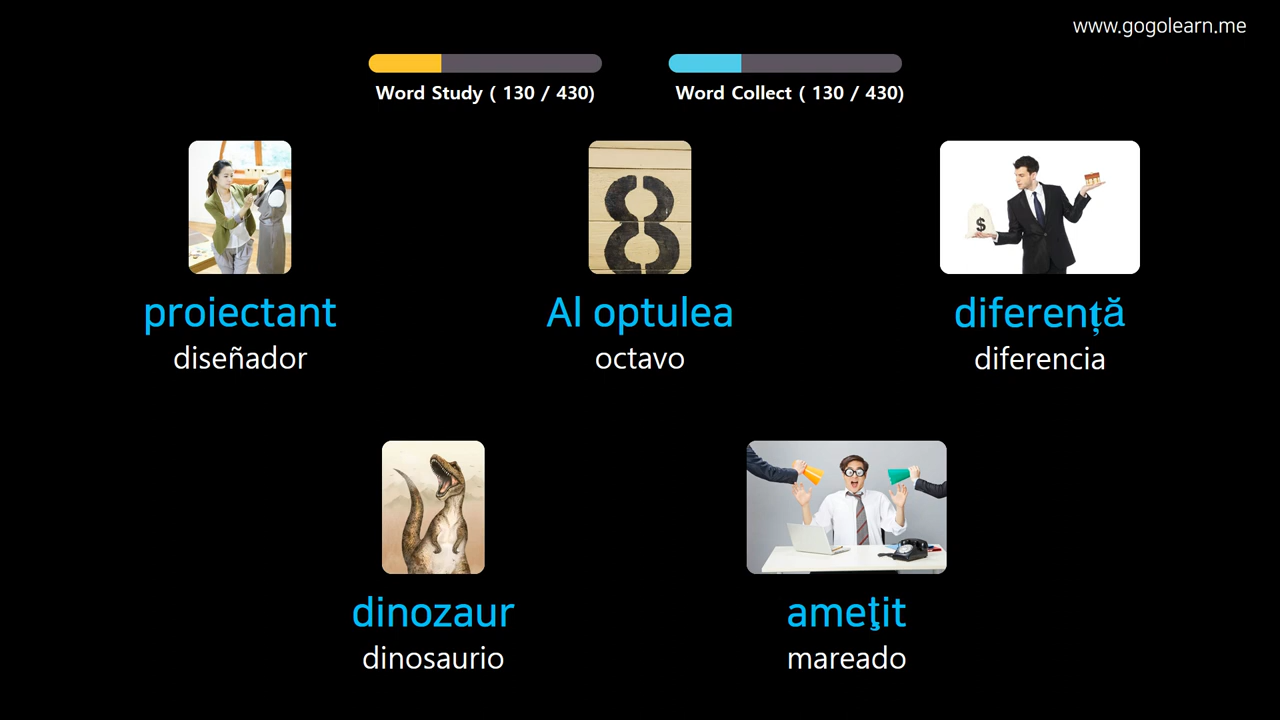 www.gogolearn.me
Word Study ( 130 / 430)
Word Collect ( 130 / 430)
$
8
proiectant
Al optulea
diferență
diseñador
octavo
diferencia
dinozaur
ameţit
dinosaurio
mareado